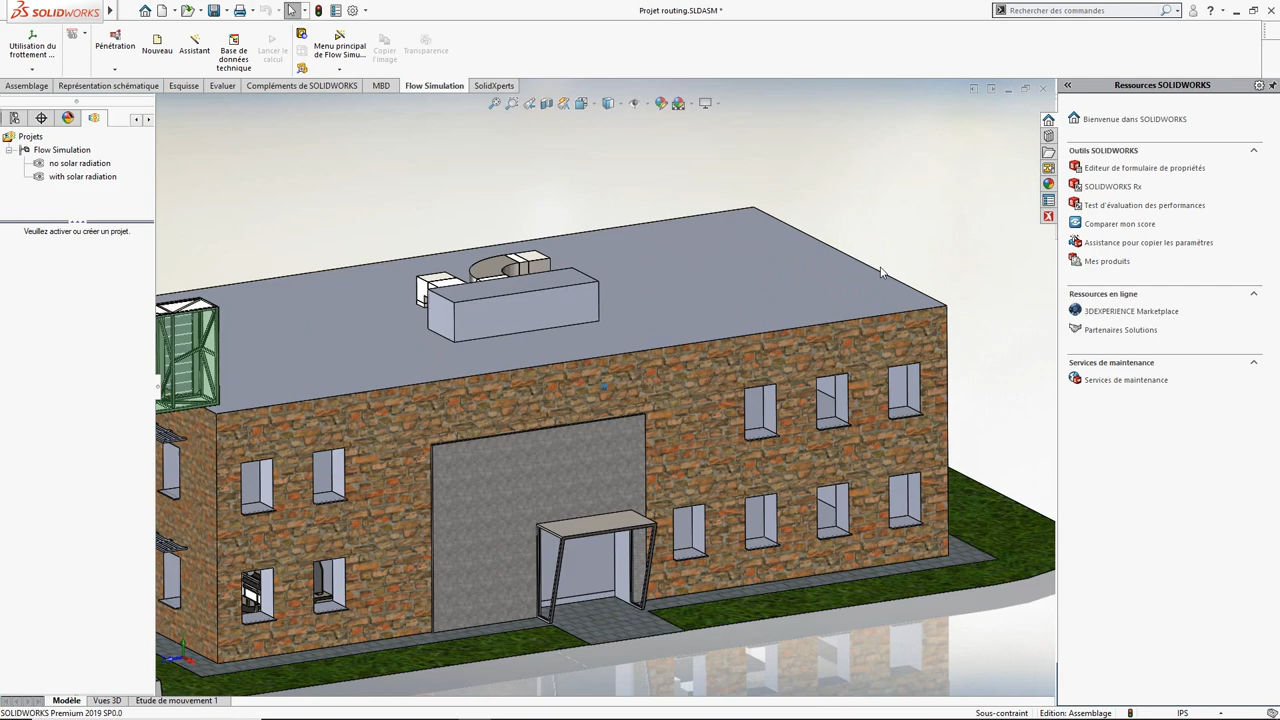 SOLIDWORKS
Projet routing.SLDASM *
Rechercher des commandes
Utilisation du frottement ...
Pénétration
Nouveau
Assistant
Base de données technique
Lancer le calcul
Menu principal de Flow Simu...
Copier l'image
Transparence
Assemblage
Représentation schématique
Esquisse
Evaluer
Compléments de SOLIDWORKS
MBD
Flow Simulation
SolidXperts
Projets
Flow Simulation
no solar radiation
with solar radiation
Veuillez activer ou créer un projet.
Ressources SOLIDWORKS
Bienvenue dans SOLIDWORKS
Outils SOLIDWORKS
Editeur de formulaire de propriétés
SOLIDWORKS Rx
Test d'évaluation des performances
Comparer mon score
Assistance pour copier les paramètres
Mes produits
Ressources en ligne
3DEXPERIENCE Marketplace
Partenaires Solutions
Services de maintenance
Services de maintenance
Modèle
Vues 3D
Etude de mouvement 1
SOLIDWORKS Premium 2019 SP0.0
Sous-contraint
Edition: Assemblage
IPS